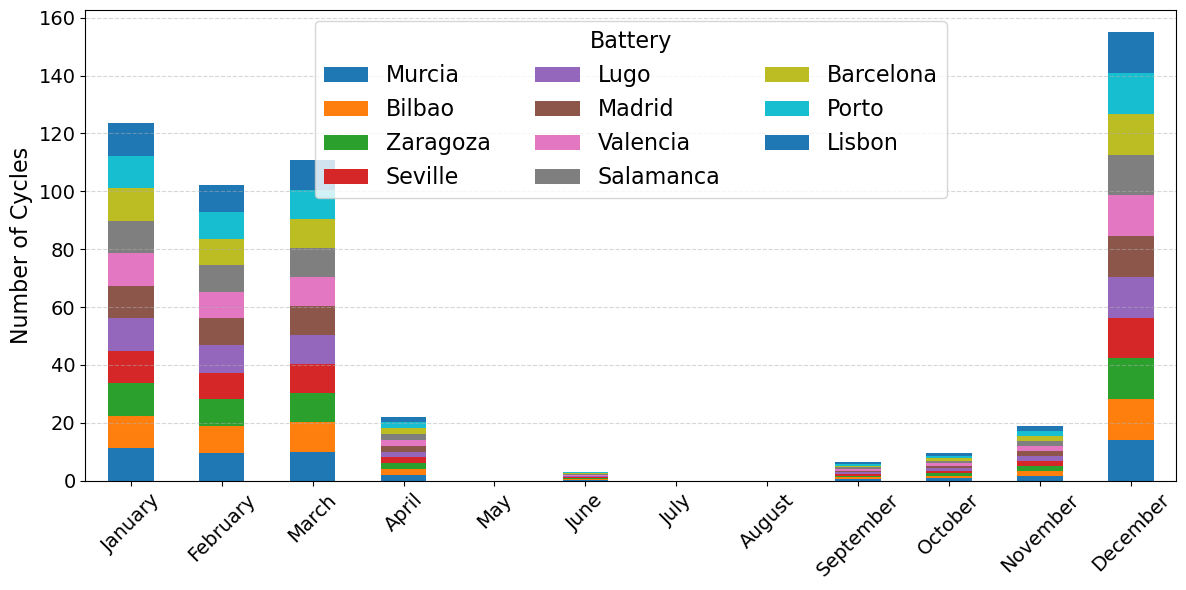 Number of Cycles
160
140
120
100
80
60
40
20
0
Battery
Murcia
Bilbao
Zaragoza
Seville
Lugo
Madrid
Valencia
Salamanca
Barcelona
Porto
Lisbon
January
February
March
April
May
June
July
August
September
October
November
December